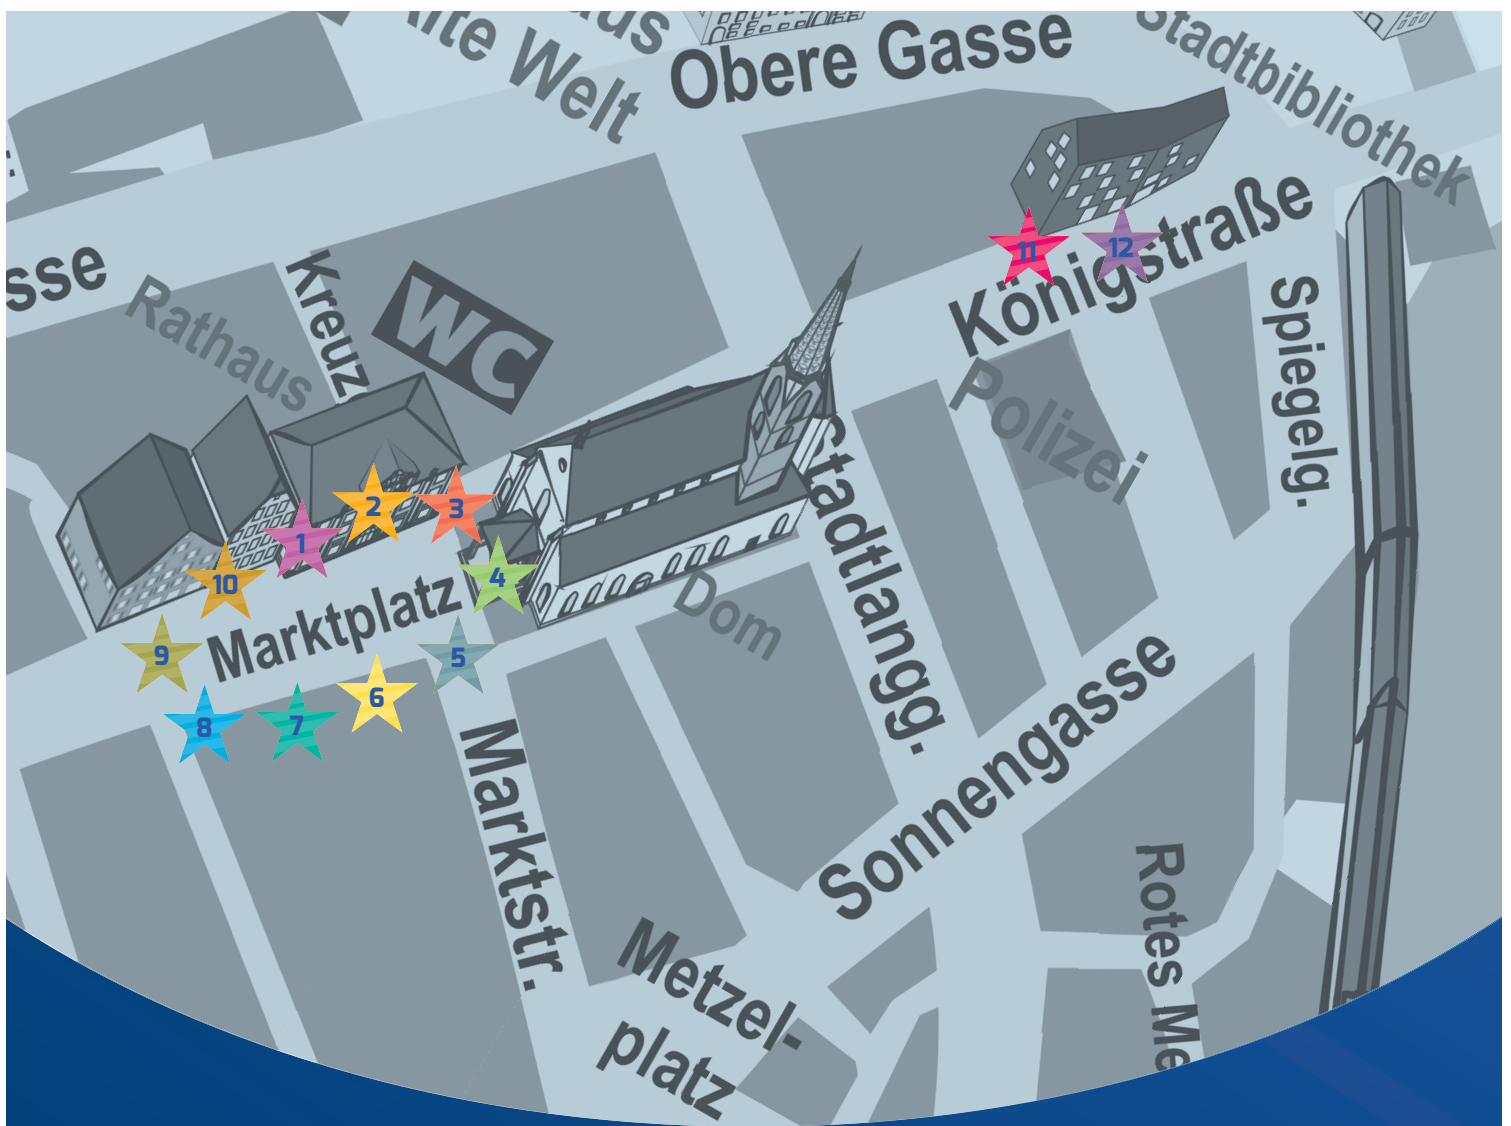 Alte Welt
Obere Gasse
Stadtbibliothek
Königstraße
sse
Rathaus
Kreuz
WC
Spiegelg.
Polizei
11
12
1
2
3
4
5
6
7
8
9
10
Marktplatz
Dom
Stadtlangg.
Sonnengasse
Marktstr.
Metzel-
platz
Rotes Me